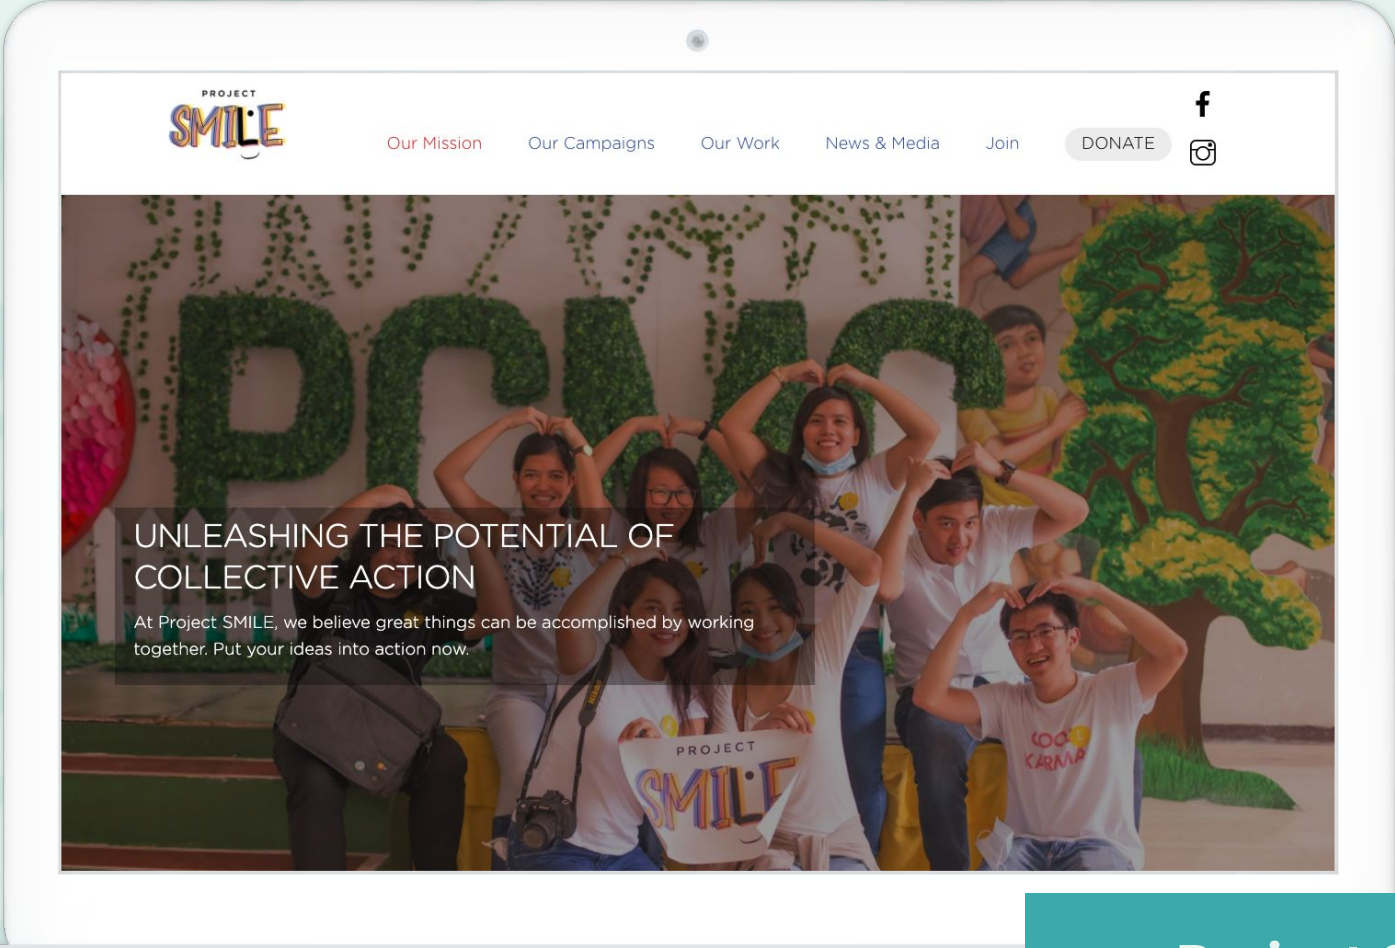 PROJECT
SMILE
Our Mission
Our Campaigns
Our Work
News & Media
Join
DONATE
PCMC
UNLEASHING THE POTENTIAL OF
COLLECTIVE ACTION
At Project SMILE, we believe great things can be accomplished by working
together. Put your ideas into action now.
PROJECT
SMILE
KARMA